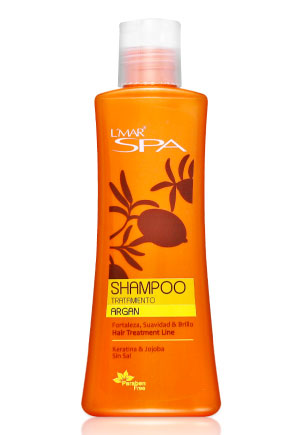 L'MAR
SPA
SHAMPOO
TRATAMIENTO
ARGAN
Fortaleza, Suavidad & Brillo
Hair Treatment Line
Keratina & Jojoba
Sin Sal
Paraben
Free